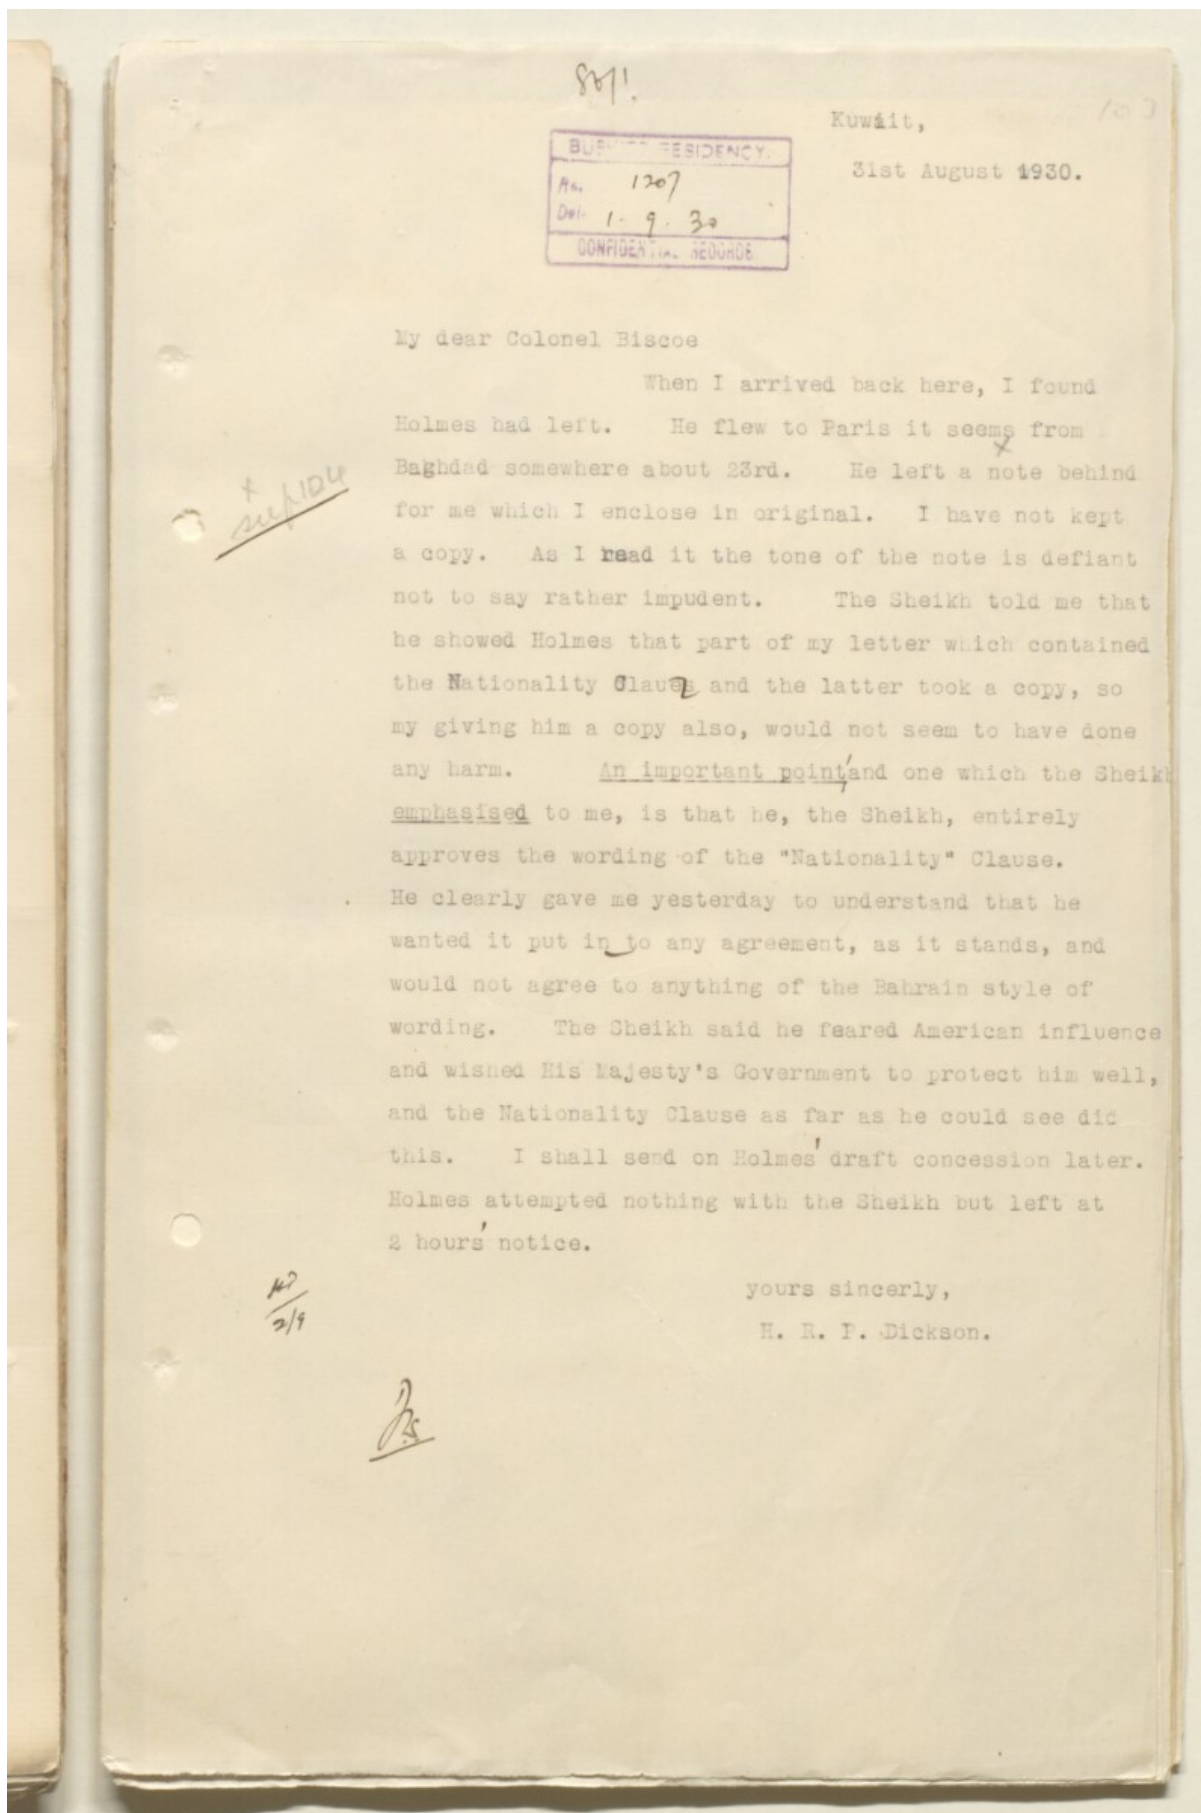 86/1.
103
Kuwait,
BUSHIRE RESIDENCY.
31st August 1930.
No. 1207
Dat. 1. 9. 30
CONFIDENTIAL RECORDS
My dear Colonel Biscoe
When I arrived back here, I found
Holmes had left. He flew to Paris it seems from
x
Baghdad somewhere about 23rd. He left a note behind
x
see p 104
for me which I enclose in original. I have not kept
a copy. As I read it the tone of the note is defiant
not to say rather impudent. The Sheikh told me that
he showed Holmes that part of my letter which contained
the Nationality Clause and the latter took a copy, so
my giving him a copy also, would not seem to have done
any harm. An important point, and one which the Sheikh
emphasised to me, is that he, the Sheikh, entirely
approves the wording of the "Nationality" Clause.
He clearly gave me yesterday to understand that he
wanted it put in to any agreement, as it stands, and
would not agree to anything of the Bahrain style of
wording. The Sheikh said he feared American influence
and wished His Majesty's Government to protect him well,
and the Nationality Clause as far as he could see did
this. I shall send on Holmes' draft concession later.
Holmes attempted nothing with the Sheikh but left at
2 hours' notice.
yours sincerly,
H. R. P. Dickson.
2/9